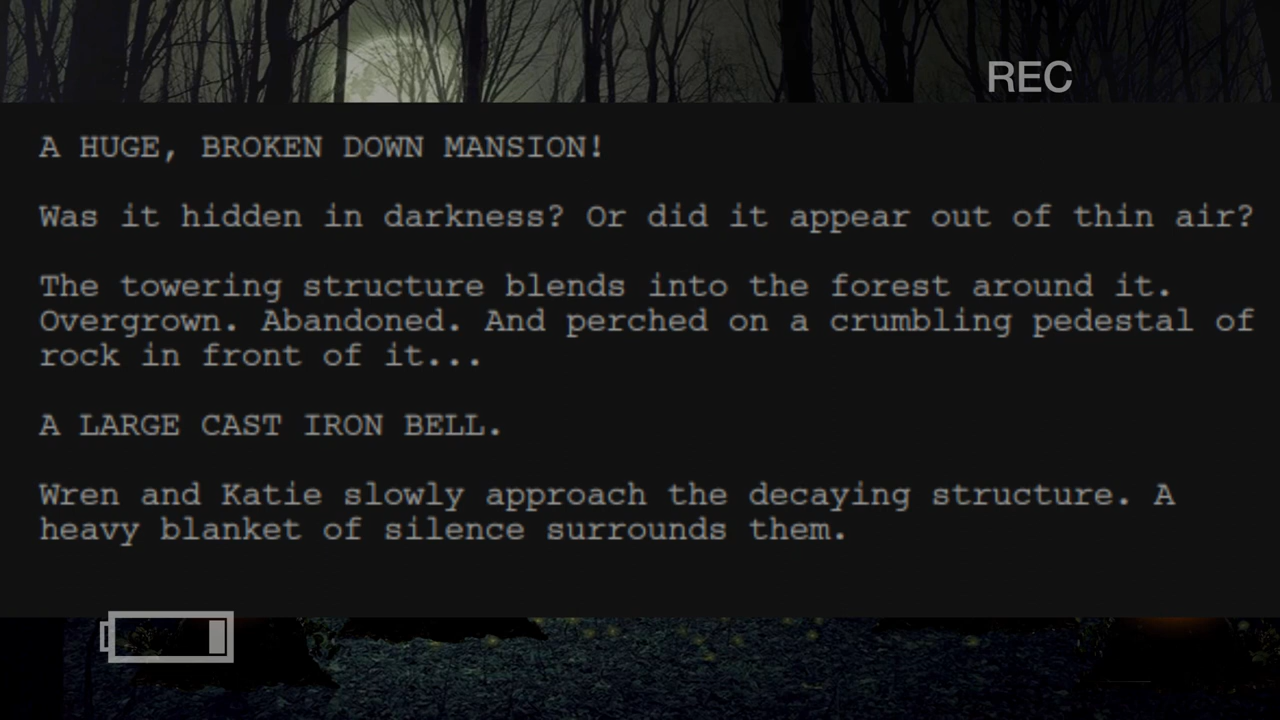 REC
A HUGE, BROKEN DOWN MANSION!
Was it hidden in darkness? Or did it appear out of thin air?
The towering structure blends into the forest around it.
Overgrown. Abandoned. And perched on a crumbling pedestal of
rock in front of it...
A LARGE CAST IRON BELL.
Wren and Katie slowly approach the decaying structure. A
heavy blanket of silence surrounds them.